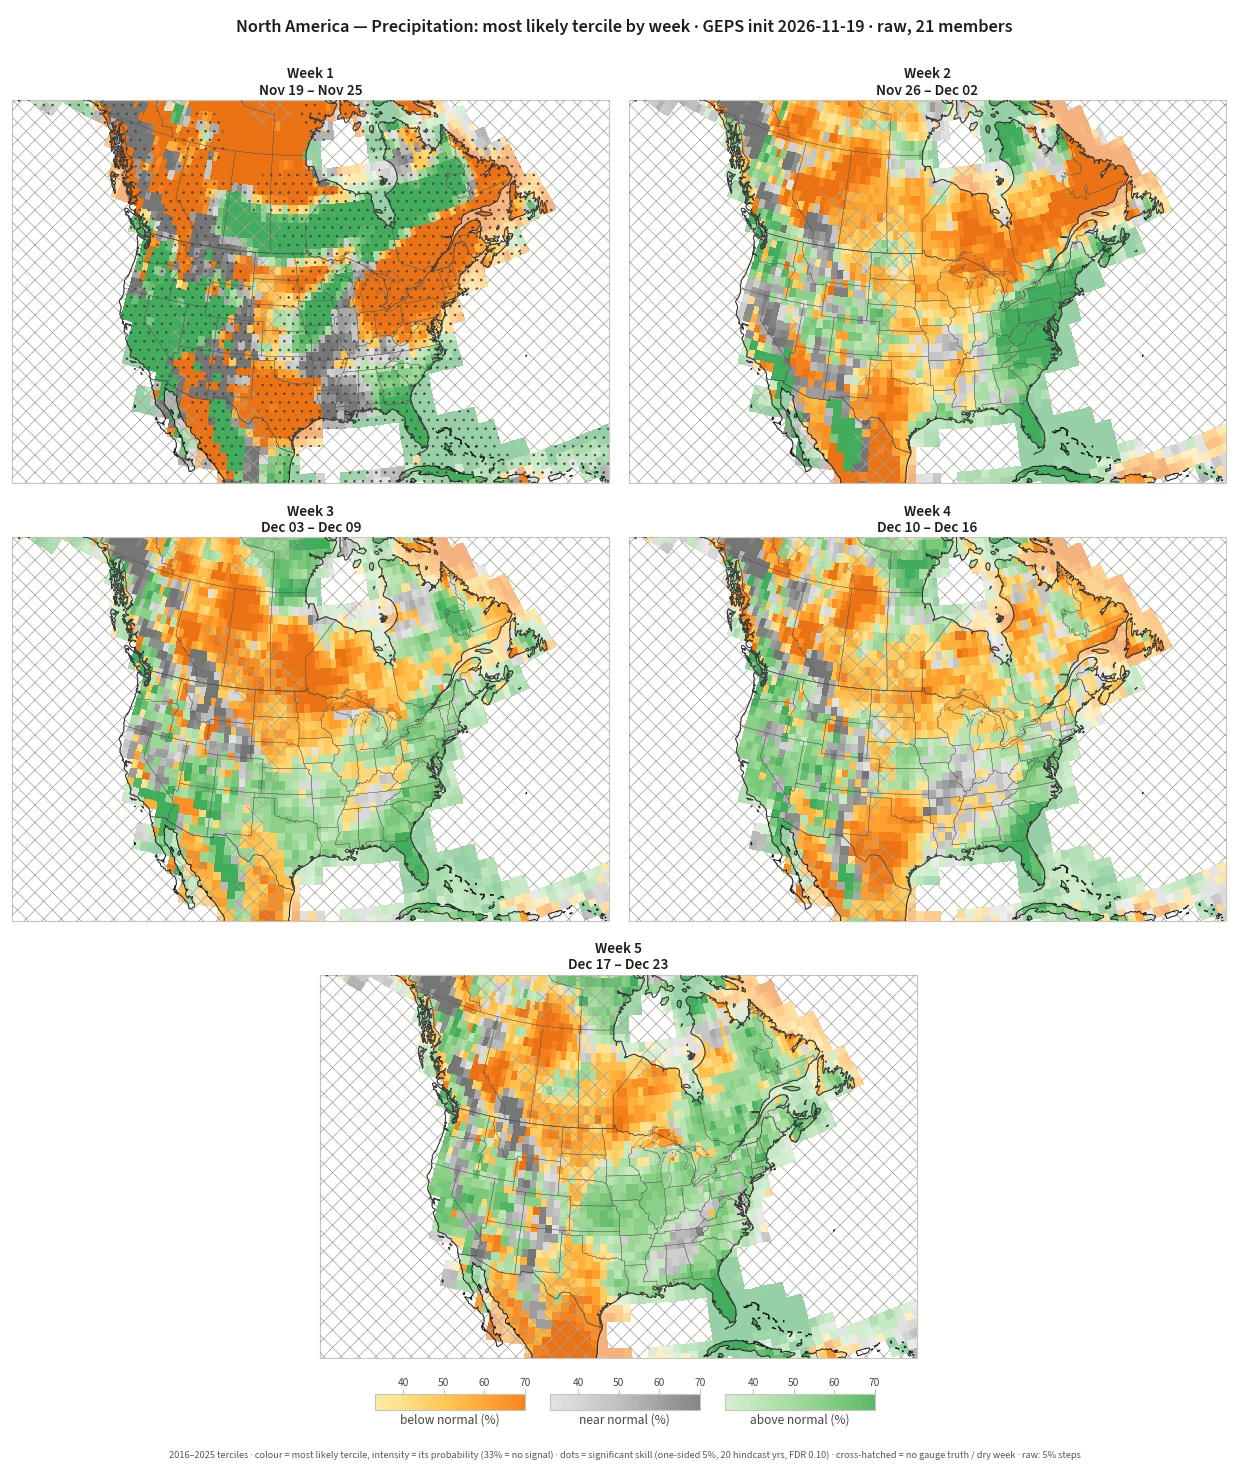 North America — Precipitation: most likely tercile by week · GEPS init 2026-11-19 · raw, 21 members
Week 1
Nov 19 – Nov 25
Week 2
Nov 26 – Dec 02
Week 3
Dec 03 – Dec 09
Week 4
Dec 10 – Dec 16
Week 5
Dec 17 – Dec 23
40 50 60 70 40 50 60 70 40 50 60 70
below normal (%) near normal (%) above normal (%)
2016–2025 terciles · colour = most likely tercile, intensity = its probability (33% = no signal) · dots = significant skill (one-sided 5%, 20 hindcast yrs, FDR 0.10) · cross-hatched = no gauge truth / dry week · raw: 5% steps